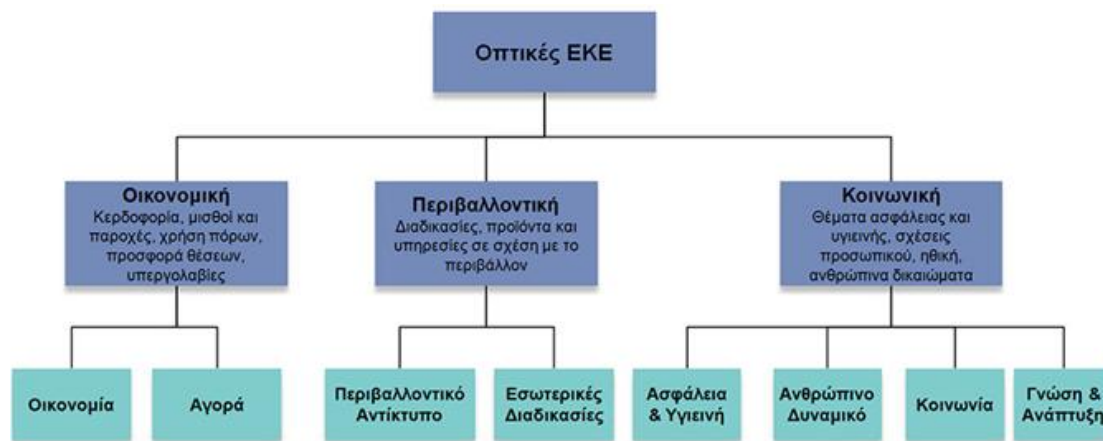 Οπτικές ΕΚΕ
Οικονομική
Κερδοφορία, μισθοί και
παροχές, χρήση πόρων,
προσφορά θέσεων,
υπεργολαβίες
Περιβαλλοντική
Διαδικασίες, προϊόντα και
υπηρεσίες σε σχέση με το
περιβάλλον
Κοινωνική
Θέματα ασφάλειας και
υγιεινής, σχέσεις
προσωπικού, ηθική,
ανθρώπινα δικαιώματα
Οικονομία
Αγορά
Περιβαλλοντικό
Αντίκτυπο
Εσωτερικές
Διαδικασίες
Ασφάλεια
& Υγιεινή
Ανθρώπινο
Δυναμικό
Κοινωνία
Γνώση &
Ανάπτυξη